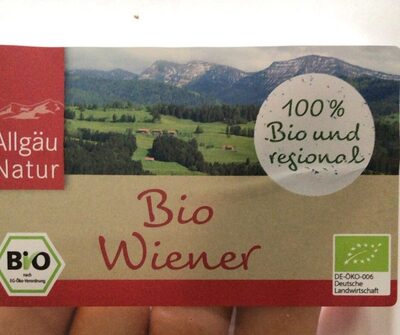 Allgäu
Natur
100%
Bio und
regional
Bio
Wiener
BIO
nach
EG-Öko-Verordnung
DE-ÖKO-006
Deutsche
Landwirtschaft